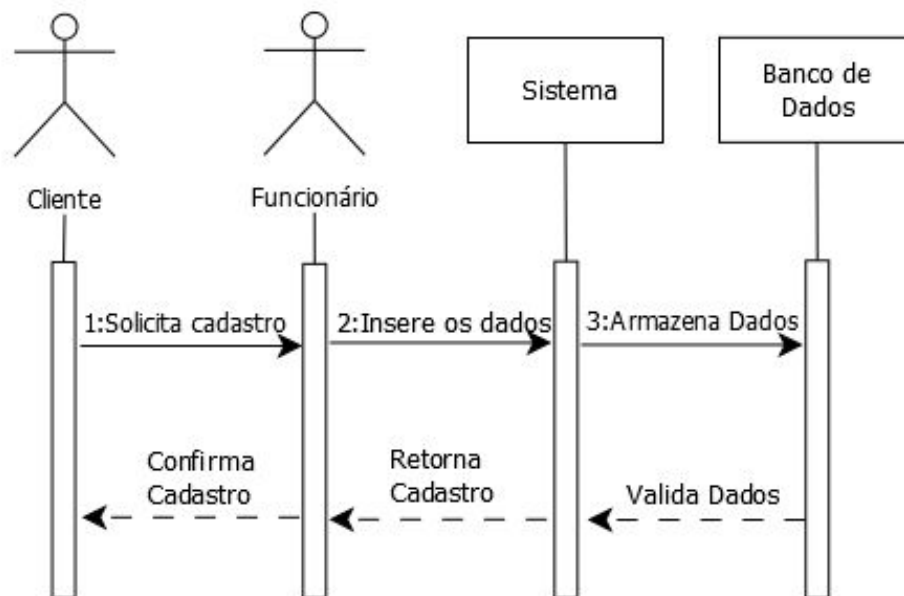 Sistema
Banco de
Dados
Cliente
Funcionário
1:Solicita cadastro
2:Insere os dados
3:Armazena Dados
Confirma
Cadastro
Retorna
Cadastro
Valida Dados